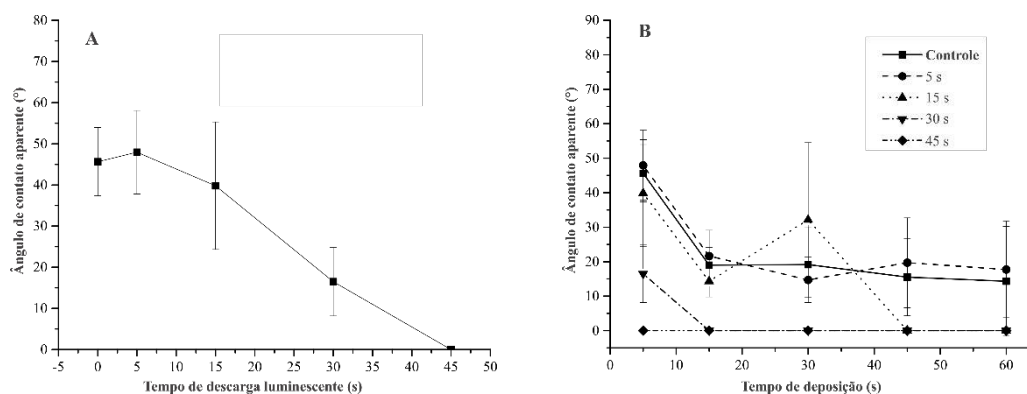 A
Ângulo de contato aparente (°)
80
70
60
50
40
30
20
10
0
-5 0 5 10 15 20 25 30 35 40 45 50
Tempo de descarga luminescente (s)
B
Ângulo de contato aparente (°)
90
80
70
60
50
40
30
20
10
0
0 10 20 30 40 50 60
Tempo de deposição (s)
Controle
5 s
15 s
30 s
45 s